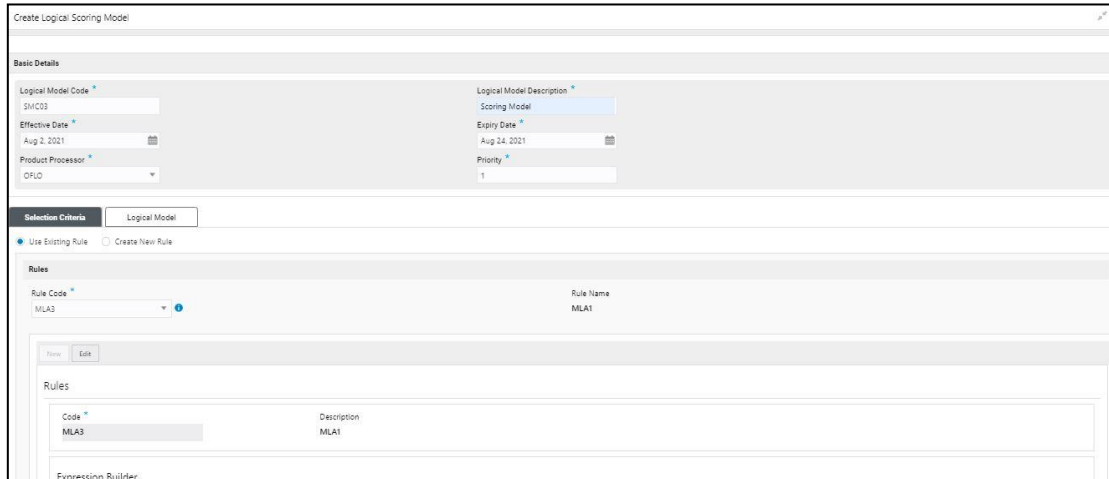 Create Logical Scoring Model
Basic Details
Logical Model Code *
Logical Model Description *
SMC03
Scoring Model
Effective Date *
Expiry Date *
Aug 2, 2021
Aug 24, 2021
Product Processor *
Priority *
OFLO
1
Selection Criteria
Logical Model
Use Existing Rule
Create New Rule
Rules
Rule Code *
Rule Name
MLA3
MLA1
New
Edit
Rules
Code *
Description
MLA3
MLA1
Expression Builder